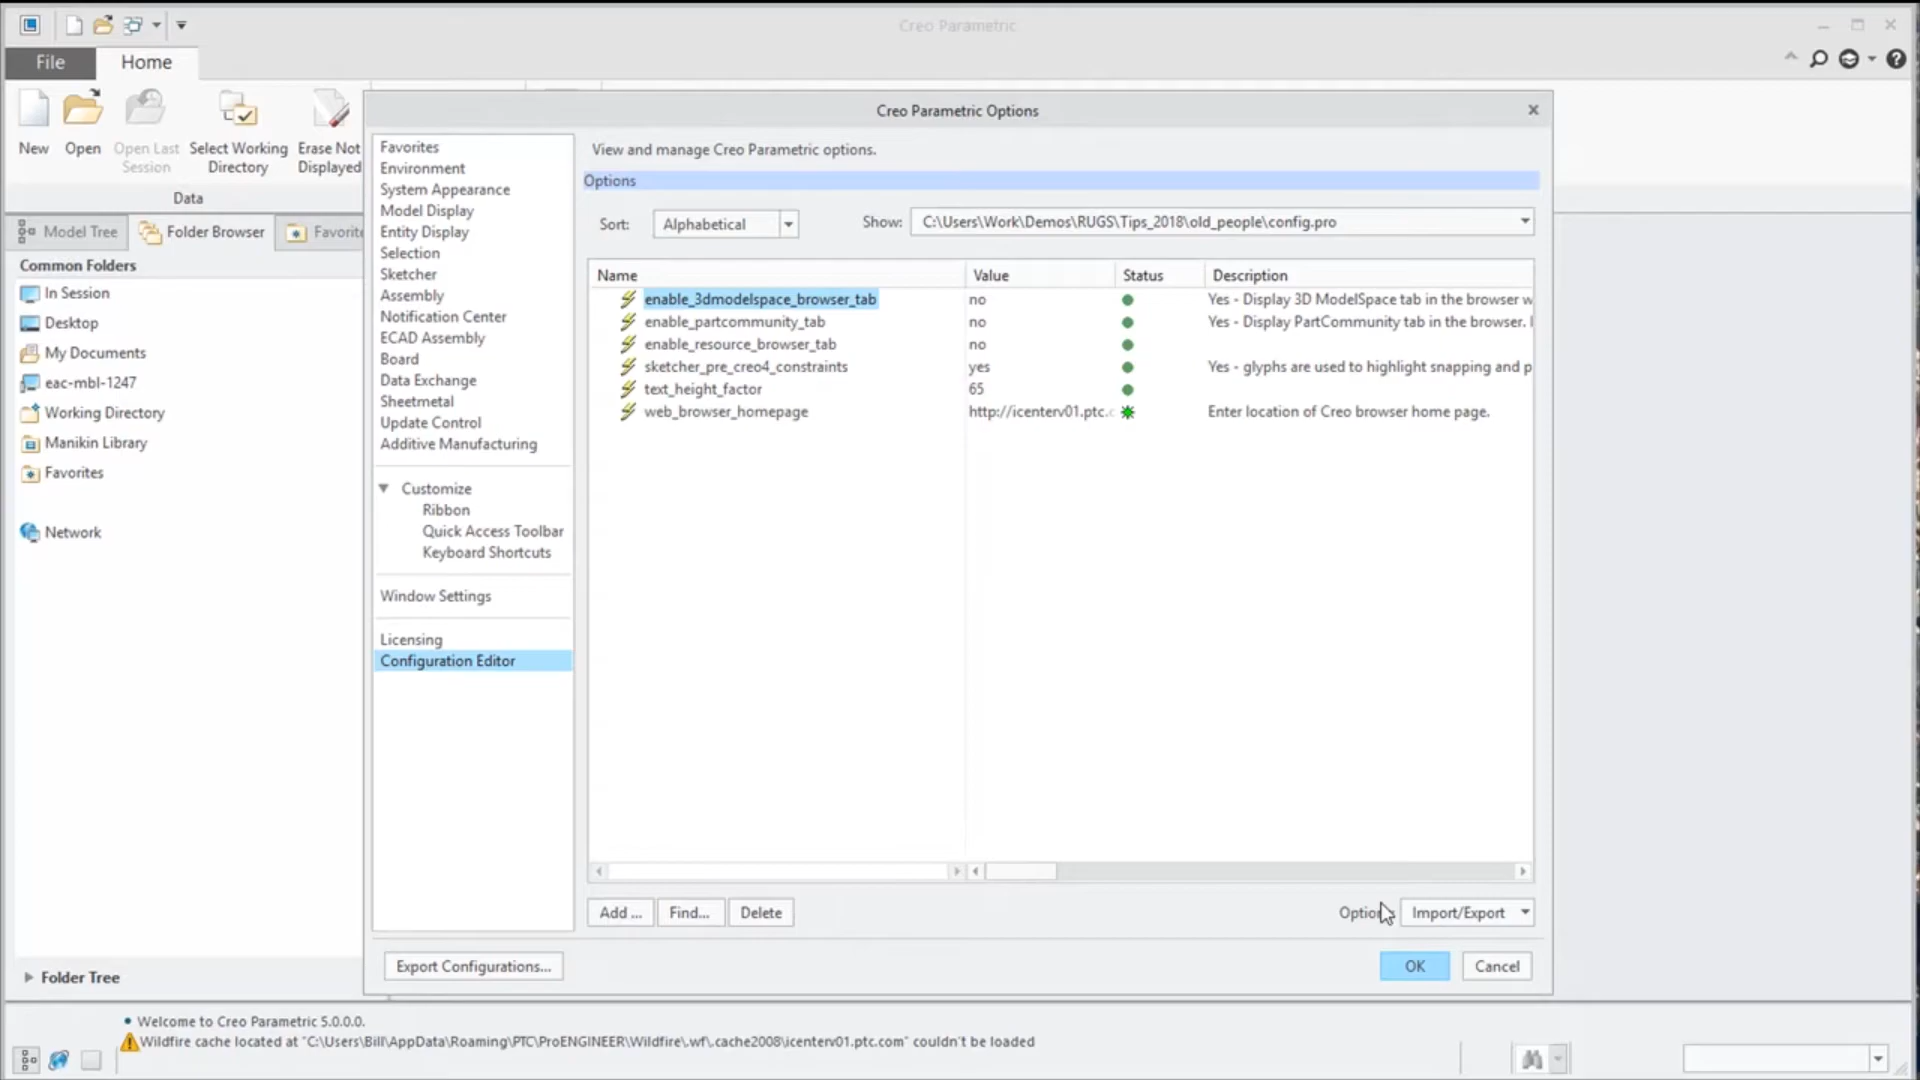 Creo Parametric
File
Home
New
Open
Open Last Session
Select Working Directory
Erase Not Displayed
Data
Model Tree
Folder Browser
Favorite
Common Folders
In Session
Desktop
My Documents
eac-mbl-1247
Working Directory
Manikin Library
Favorites
Network
Folder Tree
Creo Parametric Options
Favorites
Environment
System Appearance
Model Display
Entity Display
Selection
Sketcher
Assembly
Notification Center
ECAD Assembly
Board
Data Exchange
Sheetmetal
Update Control
Additive Manufacturing
Customize
Ribbon
Quick Access Toolbar
Keyboard Shortcuts
Window Settings
Licensing
Configuration Editor
View and manage Creo Parametric options.
Options
Sort: Alphabetical Show: C:\Users\Work\Demos\RUGS\Tips_2018\old_people\config.pro
Name Value Status Description
enable_3dmodelspace_browser_tab no Yes - Display 3D ModelSpace tab in the browser w
enable_partcommunity_tab no Yes - Display PartCommunity tab in the browser.
enable_resource_browser_tab no
sketcher_pre_creo4_constraints yes Yes - glyphs are used to highlight snapping and p
text_height_factor 65
web_browser_homepage http://icenterv01.ptc.c Enter location of Creo browser home page.
Add ... Find... Delete Option Import/Export
Export Configurations... OK Cancel
• Welcome to Creo Parametric 5.0.0.0.
Wildfire cache located at "C:\Users\Bill\AppData\Roaming\PTC\ProENGINEER\Wildfire\.wf\.cache2008\icenterv01.ptc.com" couldn't be loaded